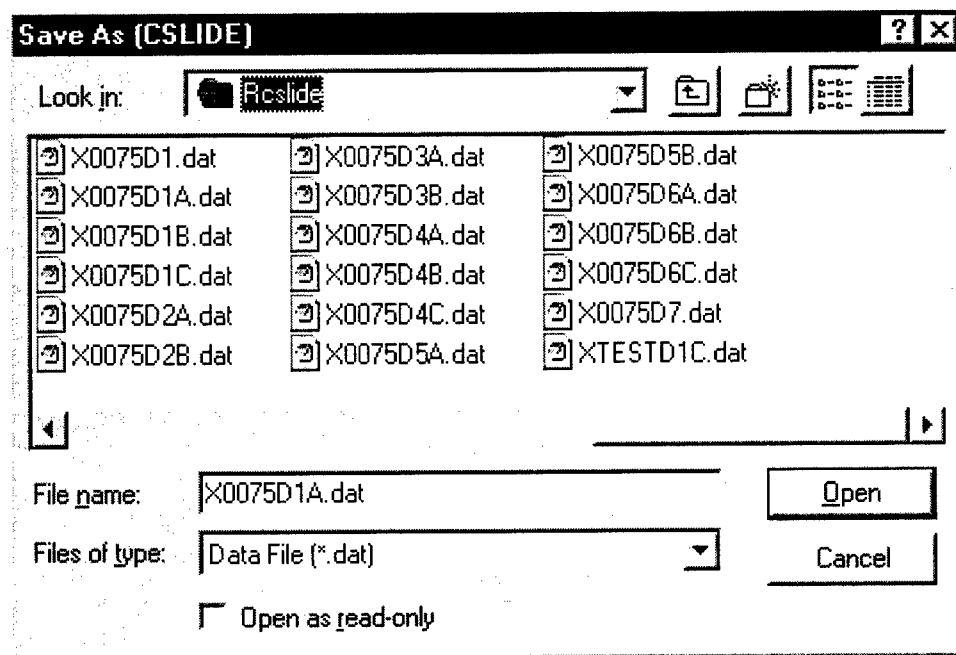 Save As (CSLIDE)
Look in: Rcslide
X0075D1.dat X0075D3A.dat X0075D5B.dat
X0075D1A.dat X0075D3B.dat X0075D6A.dat
X0075D1B.dat X0075D4A.dat X0075D6B.dat
X0075D1C.dat X0075D4B.dat X0075D6C.dat
X0075D2A.dat X0075D4C.dat X0075D7.dat
X0075D2B.dat X0075D5A.dat XTESTD1C.dat
File name: X0075D1A.dat Open
Files of type: Data File (*.dat) Cancel
Open as read-only